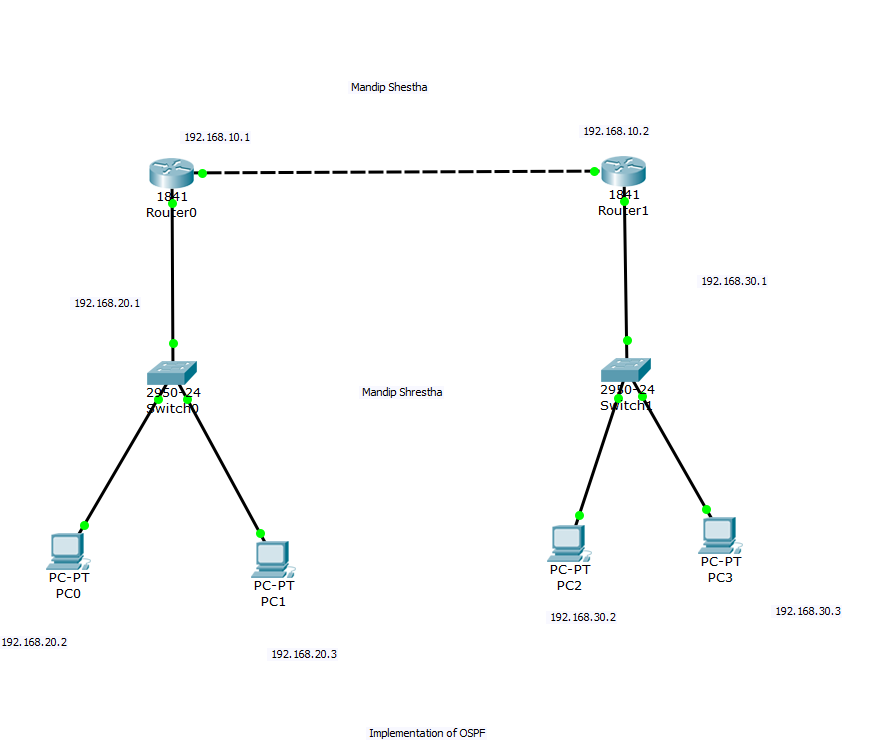 Mandip Shestha
192.168.10.1
192.168.10.2
1841
Router0
1841
Router1
192.168.20.1
192.168.30.1
2950-24
Switch0
Mandip Shrestha
2950-24
Switch1
PC-PT
PC0
PC-PT
PC1
PC-PT
PC2
PC-PT
PC3
192.168.20.2
192.168.20.3
192.168.30.2
192.168.30.3
Implementation of OSPF